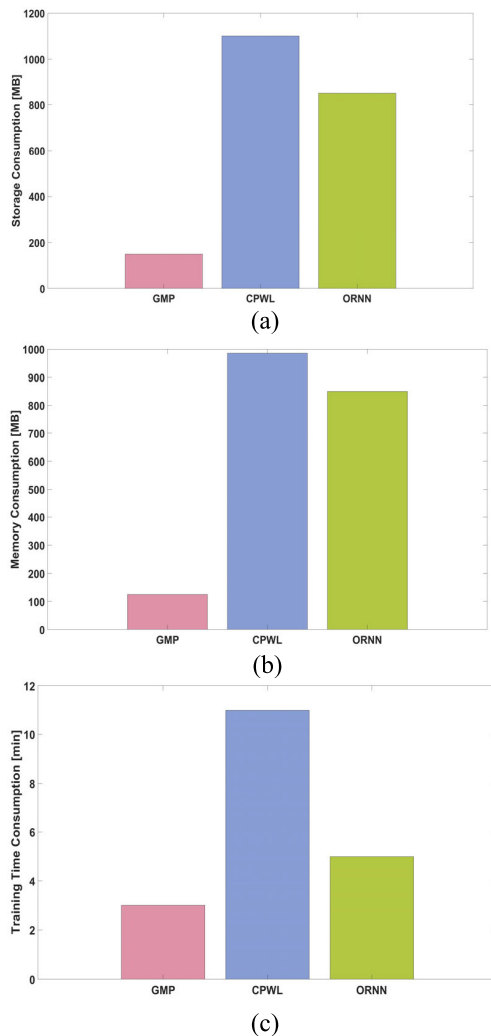 1200
1000
800
600
400
200
0
Storage Consumption [MB]
GMP CPWL ORNN
(a)
1000
900
800
700
600
500
400
300
200
100
0
Memory Consumption [MB]
GMP CPWL ORNN
(b)
12
10
8
6
4
2
0
Training Time Consumption [min]
GMP CPWL ORNN
(c)